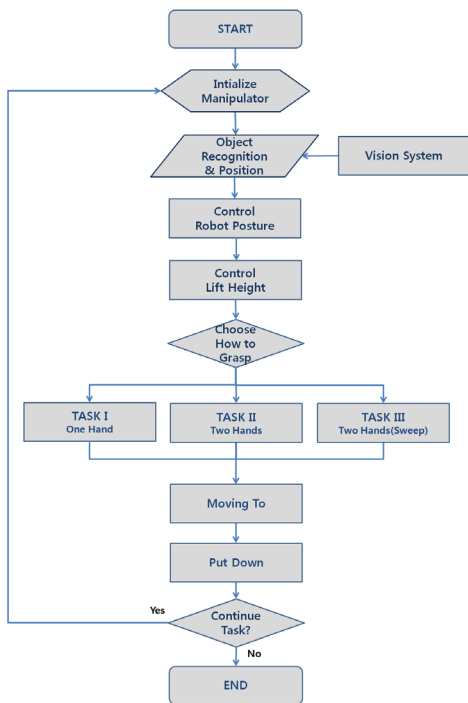 START
Intialize
Manipulator
Object
Recognition
& Position
Vision System
Control
Robot Posture
Control
Lift Height
Choose
How to
Grasp
TASK I
One Hand
TASK II
Two Hands
TASK III
Two Hands(Sweep)
Moving To
Put Down
Yes
Continue
Task?
No
END